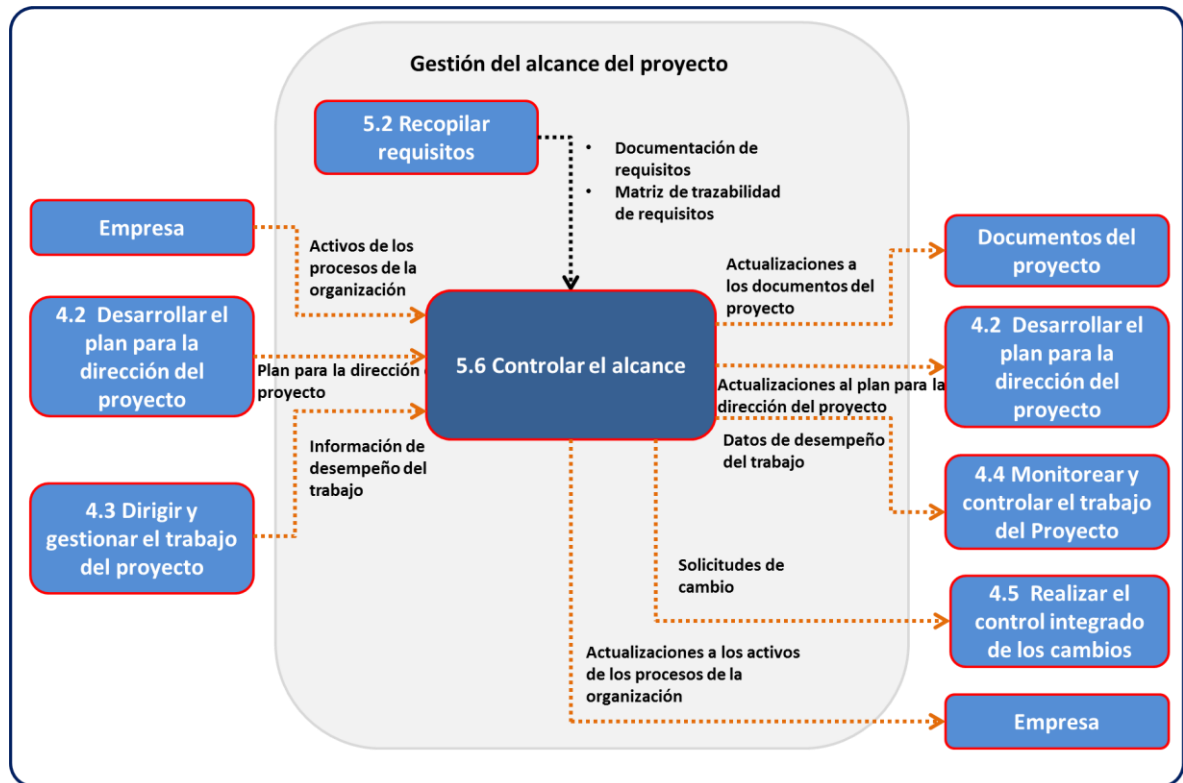 Gestión del alcance del proyecto
5.2 Recopilar
requisitos
• Documentación de
requisitos
• Matriz de trazabilidad
de requisitos
Empresa
Activos de los
procesos de la
organización
4.2 Desarrollar el
plan para la
dirección del
proyecto
Plan para la dirección
proyecto
4.3 Dirigir y
gestionar el trabajo
del proyecto
Información de
desempeño del
trabajo
5.6 Controlar el alcance
Actualizaciones a
los documentos del
proyecto
Documentos del
proyecto
Actualizaciones al plan para la
dirección del proyecto
4.2 Desarrollar el
plan para la
dirección del
proyecto
Datos de desempeño
del trabajo
4.4 Monitorear y
controlar el trabajo
del Proyecto
Solicitudes de
cambio
4.5 Realizar el
control integrado
de los cambios
Actualizaciones a los activos
de los procesos de la
organización
Empresa